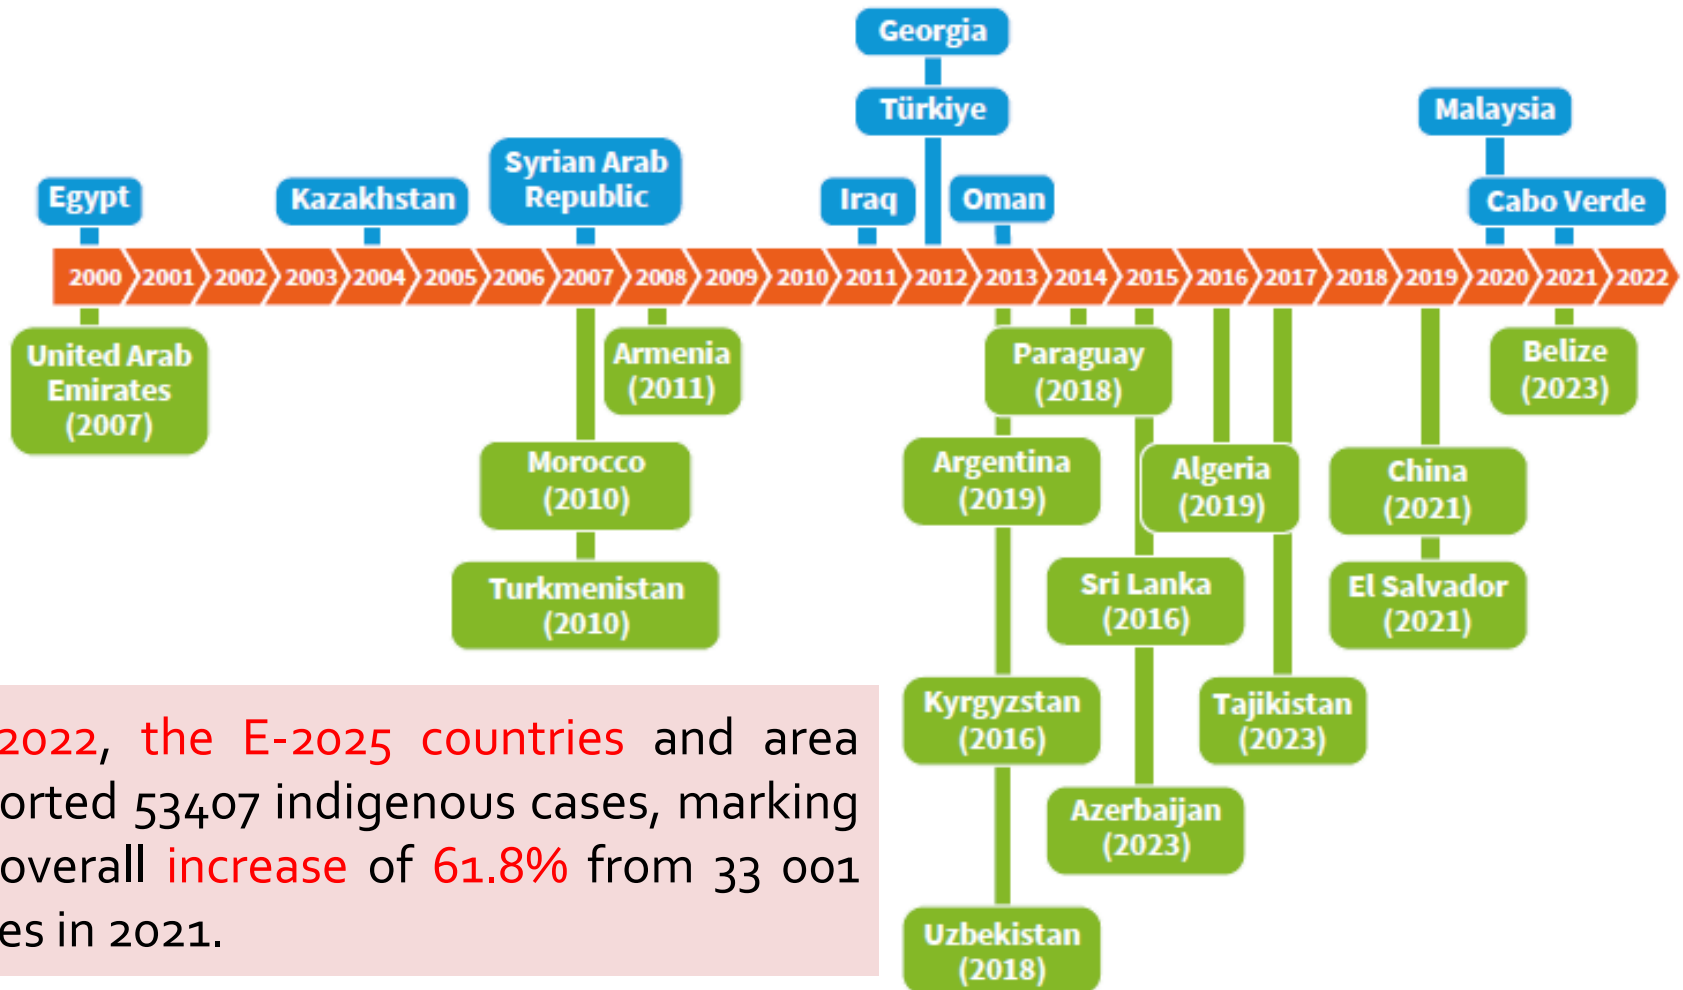 Georgia
Türkiye
Malaysia
Syrian Arab
Republic
Egypt
Kazakhstan
Iraq
Oman
Cabo Verde
2000 2001 2002 2003 2004 2005 2006 2007 2008 2009 2010 2011 2012 2013 2014 2015 2016 2017 2018 2019 2020 2021 2022
United Arab
Emirates
(2007)
Armenia
(2011)
Paraguay
(2018)
Belize
(2023)
Morocco
(2010)
Argentina
(2019)
Algeria
(2019)
China
(2021)
Turkmenistan
(2010)
Sri Lanka
(2016)
El Salvador
(2021)
Kyrgyzstan
(2016)
Tajikistan
(2023)
Azerbaijan
(2023)
Uzbekistan
(2018)
2022, the E-2025 countries and area
orted 53407 indigenous cases, marking
overall increase of 61.8% from 33 001
es in 2021.